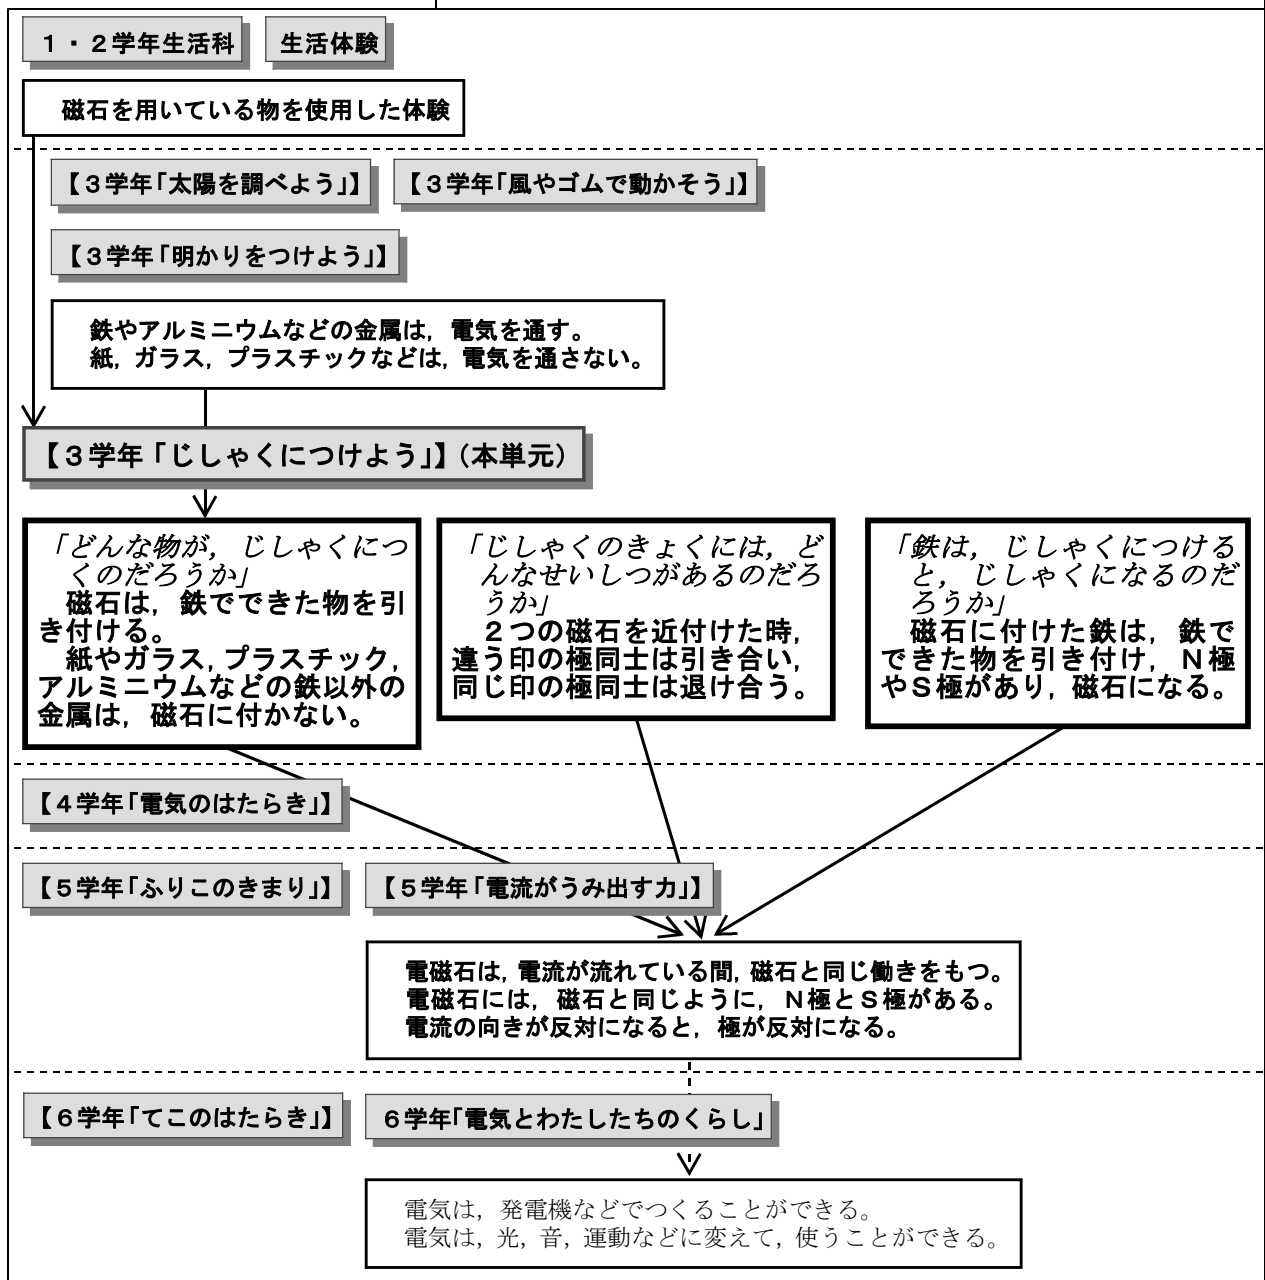 １・２学年生活科
生活体験
磁石を用いている物を使用した体験
【３学年「太陽を調べよう」】
【３学年「風やゴムで動かそう」】
【３学年「明かりをつけよう」】
鉄やアルミニウムなどの金属は，電気を通す。
紙，ガラス，プラスチックなどは，電気を通さない。
【３学年「じしゃくにつけよう」】（本単元）
「どんな物が，じしゃくにつ
くのだろうか」
磁石は，鉄でできた物を引
き付ける。
紙やガラス，プラスチック，
アルミニウムなどの鉄以外の
金属は，磁石に付かない。
「じしゃくのきょくには，ど
んなせいしつがあるのだろ
うか」
２つの磁石を近付けた時，
違う印の極同士は引き合い，
同じ印の極同士は退け合う。
「鉄は，じしゃくにつける
と，じしゃくになるのだ
ろうか」
磁石に付けた鉄は，鉄で
できた物を引き付け，Ｎ極
やＳ極があり，磁石になる。
【４学年「電気のはたらき」】
【５学年「ふりこのきまり」】
【５学年「電流がうみ出す力」】
電磁石は，電流が流れている間，磁石と同じ働きをもつ。
電磁石には，磁石と同じように，Ｎ極とＳ極がある。
電流の向きが反対になると，極が反対になる。
【６学年「てこのはたらき」】
６学年「電気とわたしたちのくらし」
電気は，発電機などでつくることができる。
電気は，光，音，運動などに変えて，使うことができる。